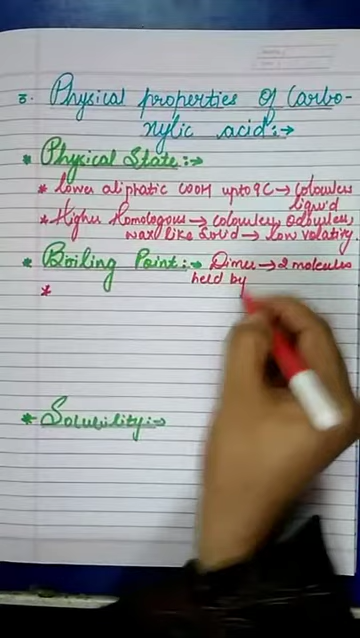 3. Physical properties of Carbo-
xylic acid:→
* Physical State:→
* lower aliphatic COOH upto 9C → colourless
liquid
* Higher Homologous → colourless, odourless,
wax like solid → low volatility.
* Boiling Point:→ Dimer → 2 molecules
held by
*
* Solubility:→